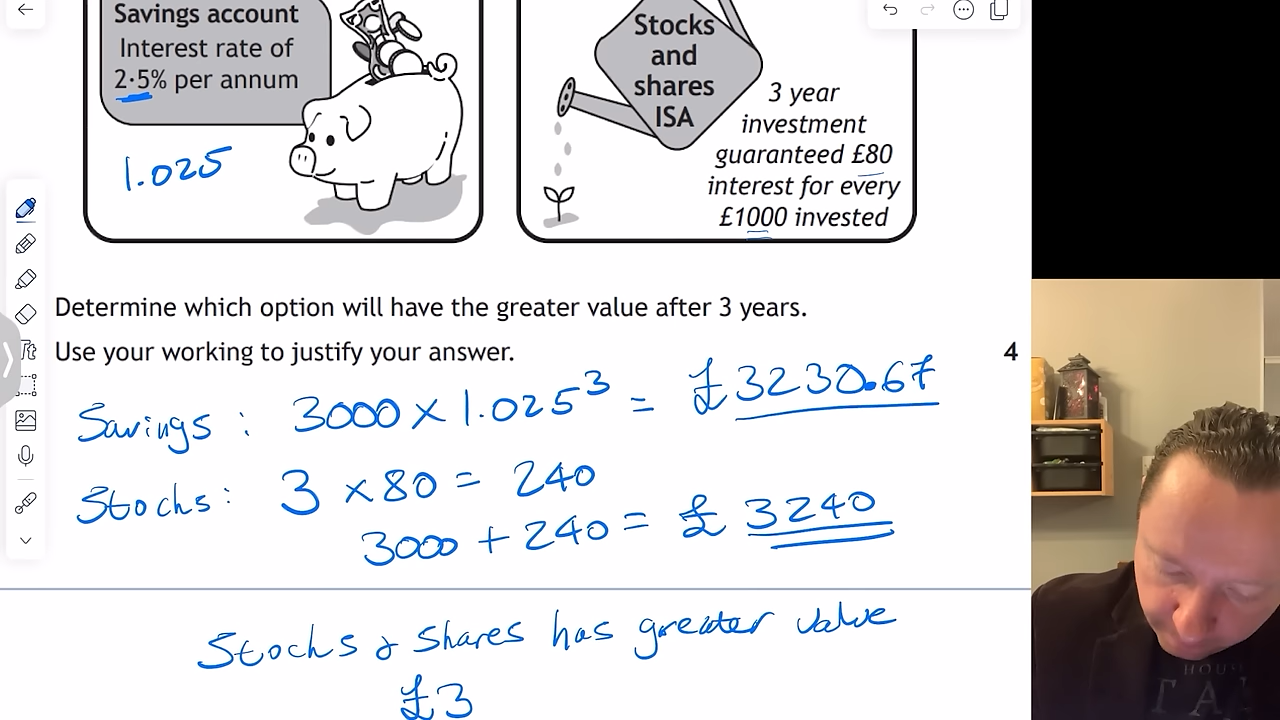 Savings account
Interest rate of
2·5% per annum
1.025
Stocks
and
shares
ISA
3 year
investment
guaranteed £80
interest for every
£1000 invested
Determine which option will have the greater value after 3 years.
Use your working to justify your answer.
4
Savings : 3000 × 1.025³ = £3230.67
Stocks : 3 × 80 = 240
3000 + 240 = £3240
Stocks & Shares has greater value
£3
HOU
TAL
Tt